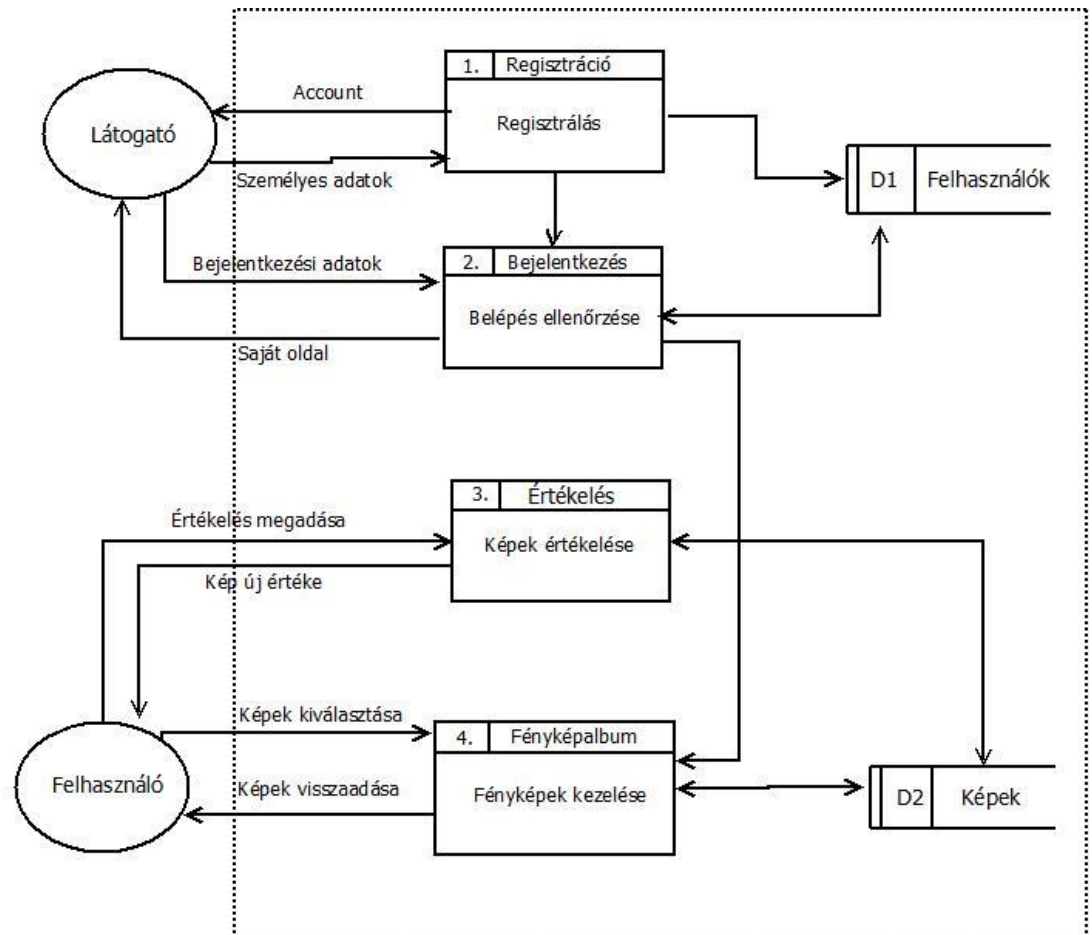 1. Regisztráció
Account
Látogató
Regisztrálás
Személyes adatok
D1 Felhasználók
2. Bejelentkezés
Bejelentkezési adatok
Belépés ellenőrzése
Saját oldal
3. Értékelés
Értékelés megadása
Képek értékelése
Kép új értéke
Képek kiválasztása
4. Fényképalbum
Felhasználó
Képek visszaadása
Fényképek kezelése
D2 Képek